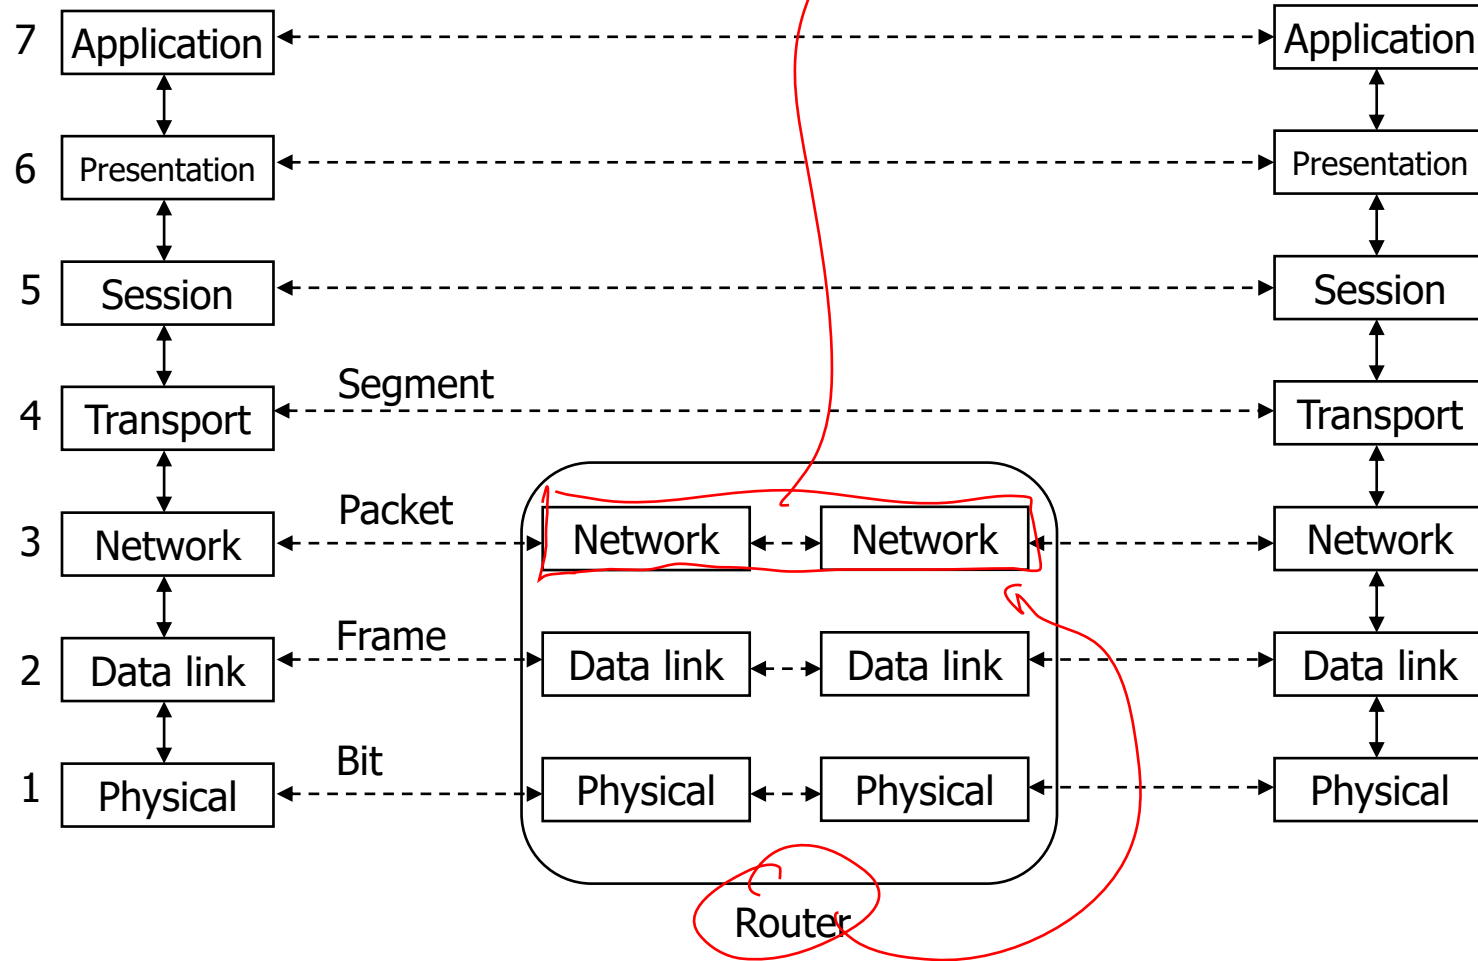 7 Application Application
6 Presentation Presentation
5 Session Session
Segment
4 Transport Transport
Packet
3 Network Network Network Network
Frame
2 Data link Data link Data link Data link
Bit
1 Physical Physical Physical Physical
Router